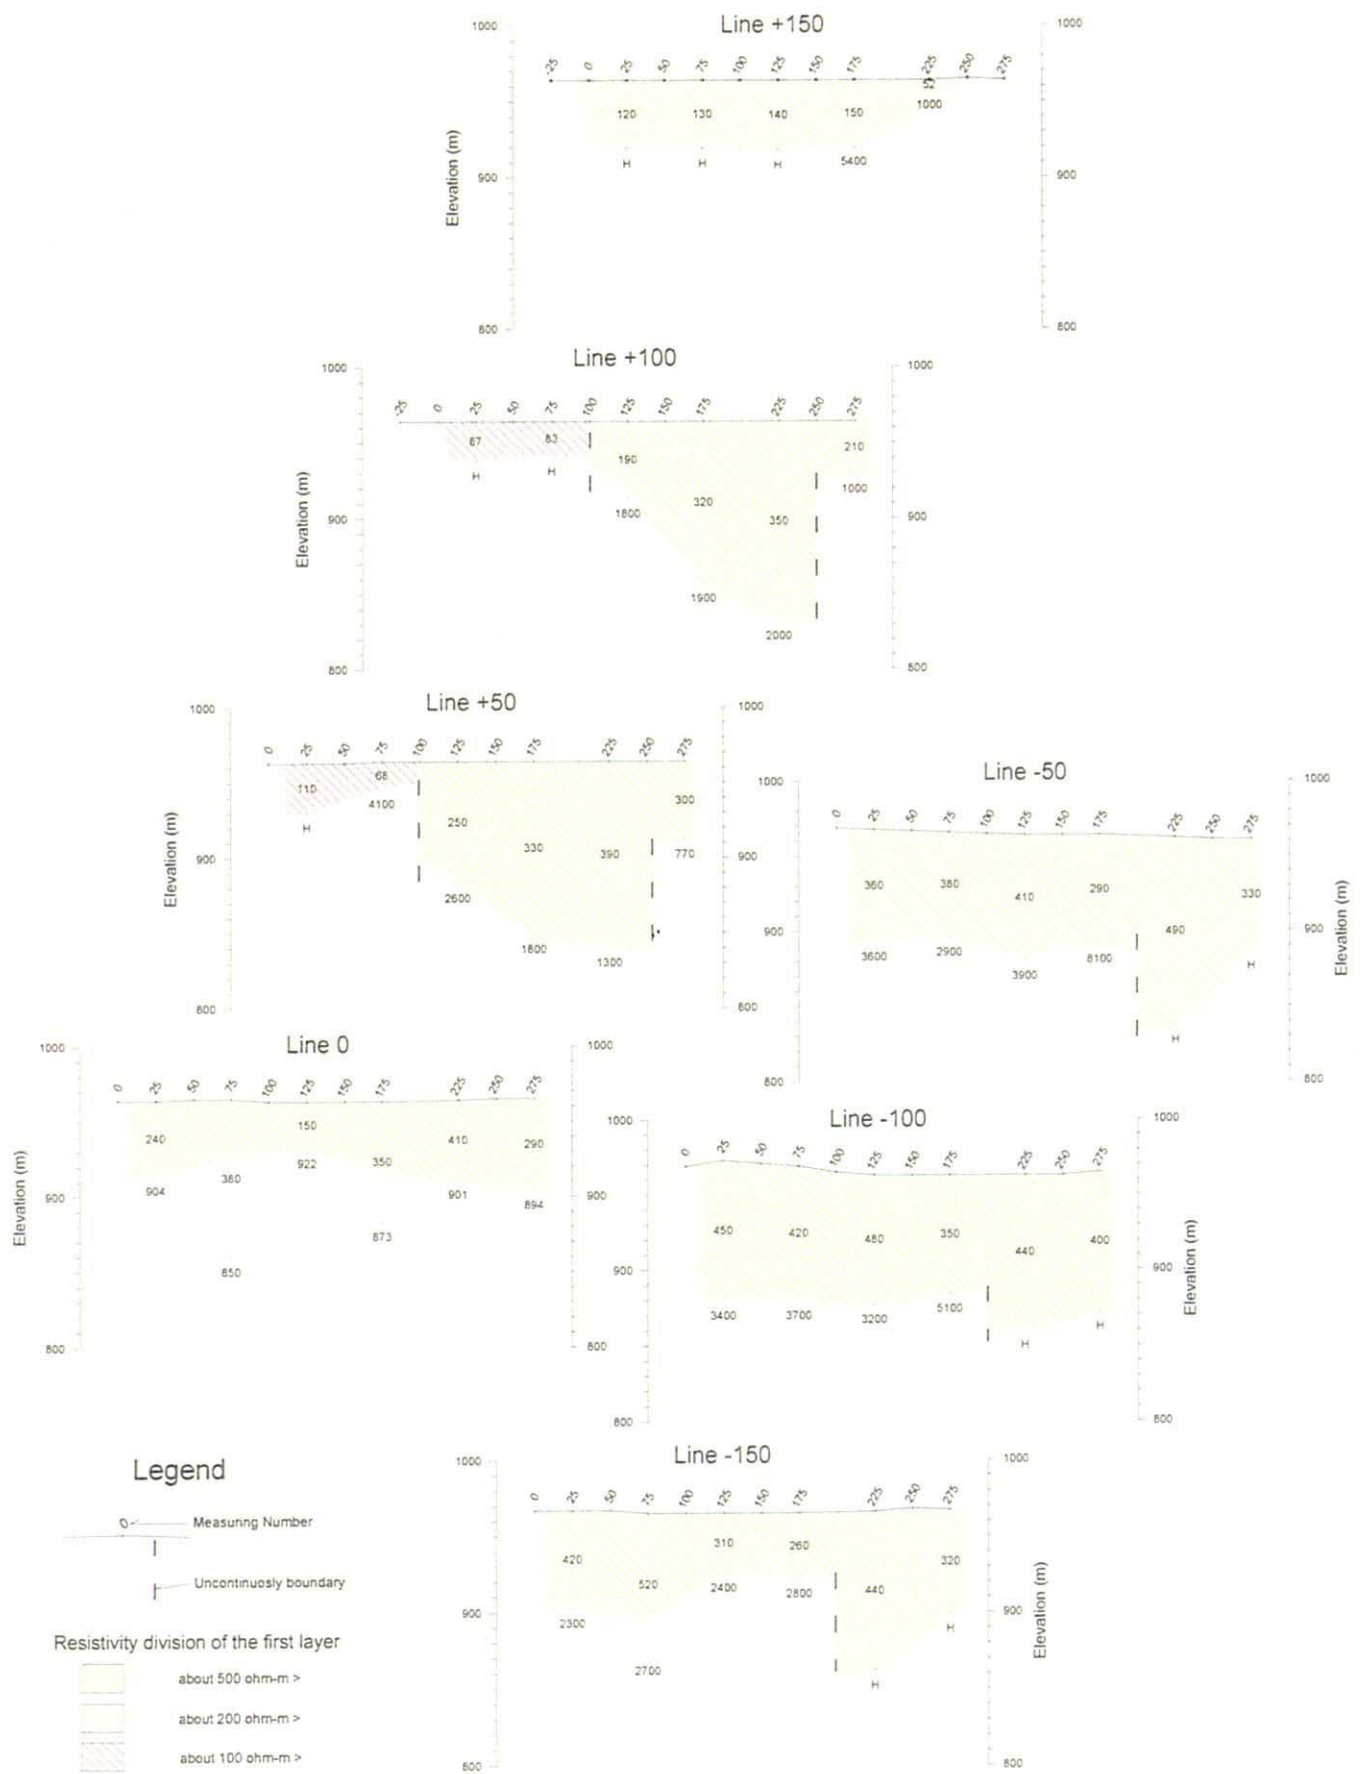 Line +150
1000
1000
-25 0 25 50 75 100 125 150 175 225 250 275
120 130 140 150 1000
H H H 5400
Elevation (m)
900
900
800
800
Line +100
1000
1000
-25 0 25 50 75 100 125 150 175 225 250 275
87 83 190 320 350 210
H H 1800 1900 2000 1000
Elevation (m)
900
900
800
800
Line +50
1000
1000
0 25 50 75 100 125 150 175 225 250 275
110 68 250 330 390 300
H 4100 2600 1800 1300 770
Elevation (m)
900
900
800
800
Line -50
1000
1000
0 25 50 75 100 125 150 175 225 250 275
360 380 410 290 490 330
3600 2900 3900 8100 H H
900
900
Elevation (m)
800
800
Line 0
1000
1000
0 25 50 75 100 125 150 175 225 250 275
240 380 150 350 410 290
904 850 922 873 901 894
Elevation (m)
900
900
800
800
Line -100
1000
1000
0 25 50 75 100 125 150 175 225 250 275
450 420 480 350 440 400
3400 3700 3200 5100 H H
900
900
Elevation (m)
800
800
Line -150
1000
1000
0 25 50 75 100 125 150 175 225 250 275
420 520 310 260 440 320
2300 2700 2400 2800 H H
900
900
Elevation (m)
800
800
Legend
0 Measuring Number
Uncontinuosly boundary
Resistivity division of the first layer
about 500 ohm-m >
about 200 ohm-m >
about 100 ohm-m >